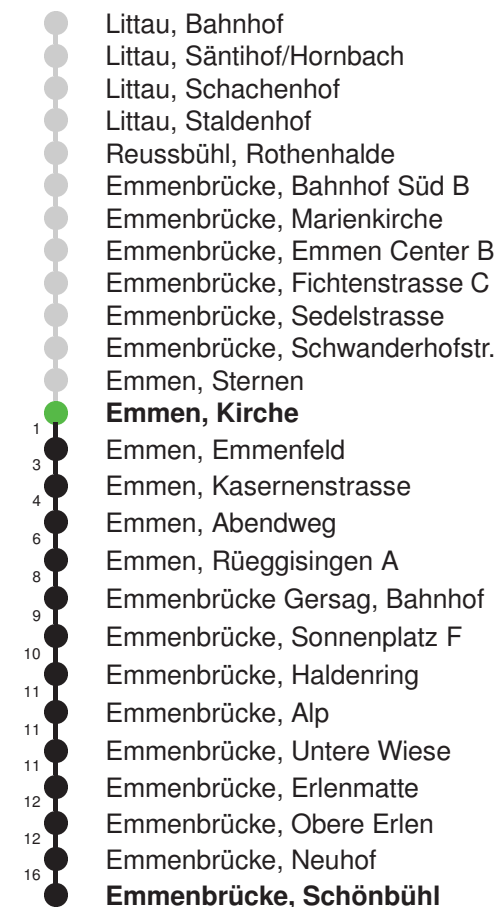 Littau, Bahnhof
Littau, Säntihof/Hornbach
Littau, Schachenhof
Littau, Staldenhof
Reussbühl, Rothenhalde
Emmenbrücke, Bahnhof Süd B
Emmenbrücke, Marienkirche
Emmenbrücke, Emmen Center B
Emmenbrücke, Fichtenstrasse C
Emmenbrücke, Sedelstrasse
Emmenbrücke, Schwanderhofstr.
Emmen, Sternen
Emmen, Kirche
1
Emmen, Emmenfeld
3
Emmen, Kasernenstrasse
4
Emmen, Abendweg
6
Emmen, Rüeggisingen A
8
Emmenbrücke Gersag, Bahnhof
9
Emmenbrücke, Sonnenplatz F
10
Emmenbrücke, Haldenring
11
Emmenbrücke, Alp
11
Emmenbrücke, Untere Wiese
11
Emmenbrücke, Erlenmatte
12
Emmenbrücke, Obere Erlen
12
Emmenbrücke, Neuhof
16
Emmenbrücke, Schönbühl